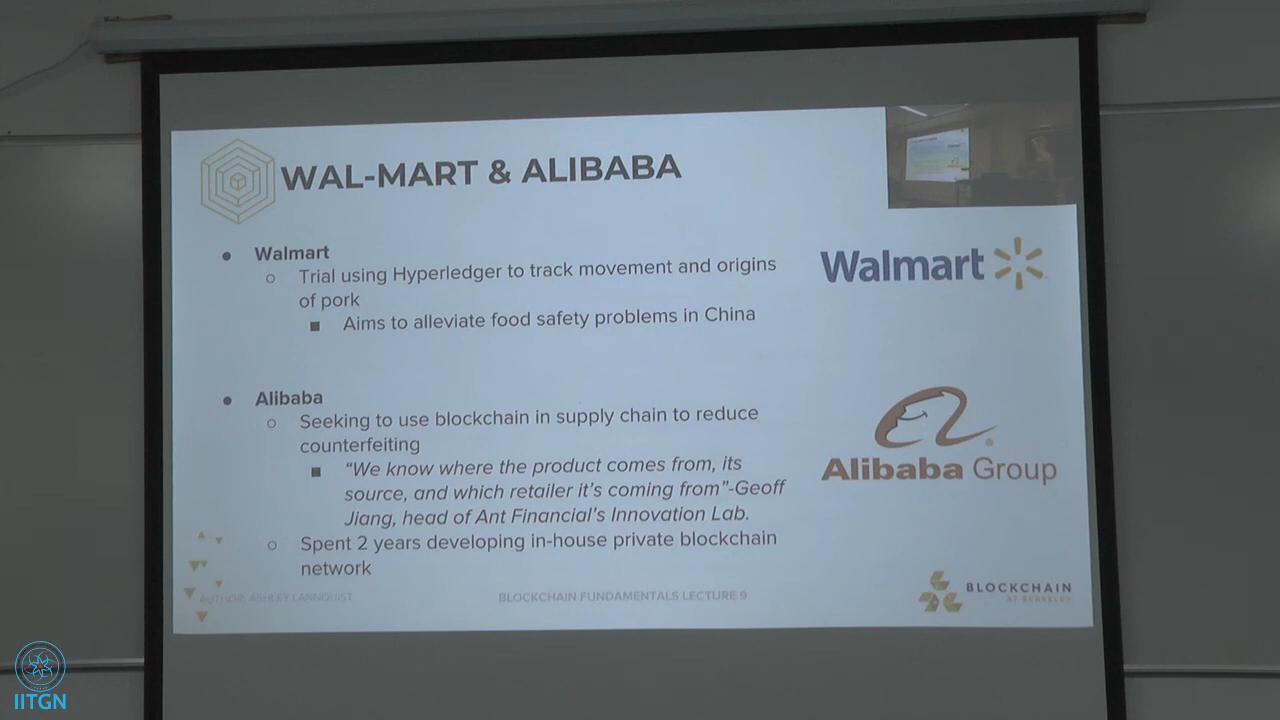 WAL-MART & ALIBABA
● Walmart
○ Trial using Hyperledger to track movement and origins
of pork
■ Aims to alleviate food safety problems in China
Walmart
● Alibaba
○ Seeking to use blockchain in supply chain to reduce
counterfeiting
■ "We know where the product comes from, its
source, and which retailer it's coming from"-Geoff
Jiang, head of Ant Financial's Innovation Lab.
○ Spent 2 years developing in-house private blockchain
network
Alibaba Group
AUTHOR: ASHLEY LANNQUIST
BLOCKCHAIN FUNDAMENTALS LECTURE 9
BLOCKCHAIN
AT BERKELEY
IITGN